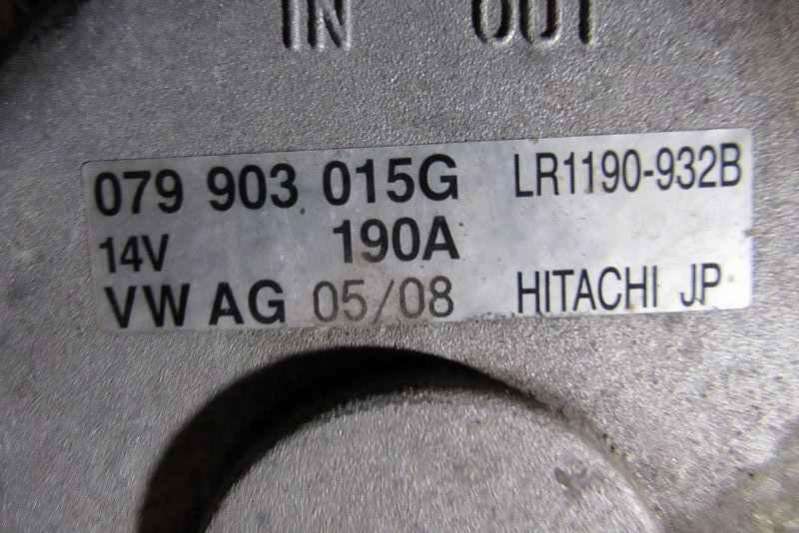 IN OUT
079 903 015G LR1190-932B
14V 190A
VW AG 05/08 HITACHI JP